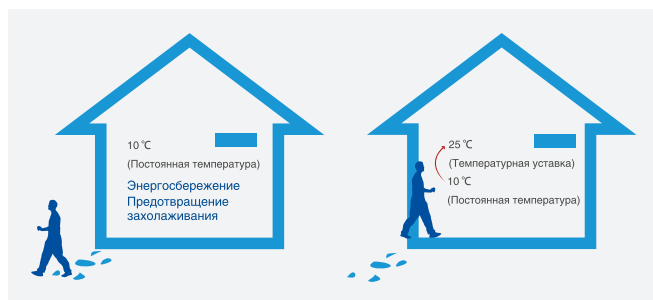 10 ℃
(Постоянная температура)
Энергосбережение
Предотвращение
захолаживания
25 ℃
(Температурная уставка)
10 ℃
(Постоянная температура)